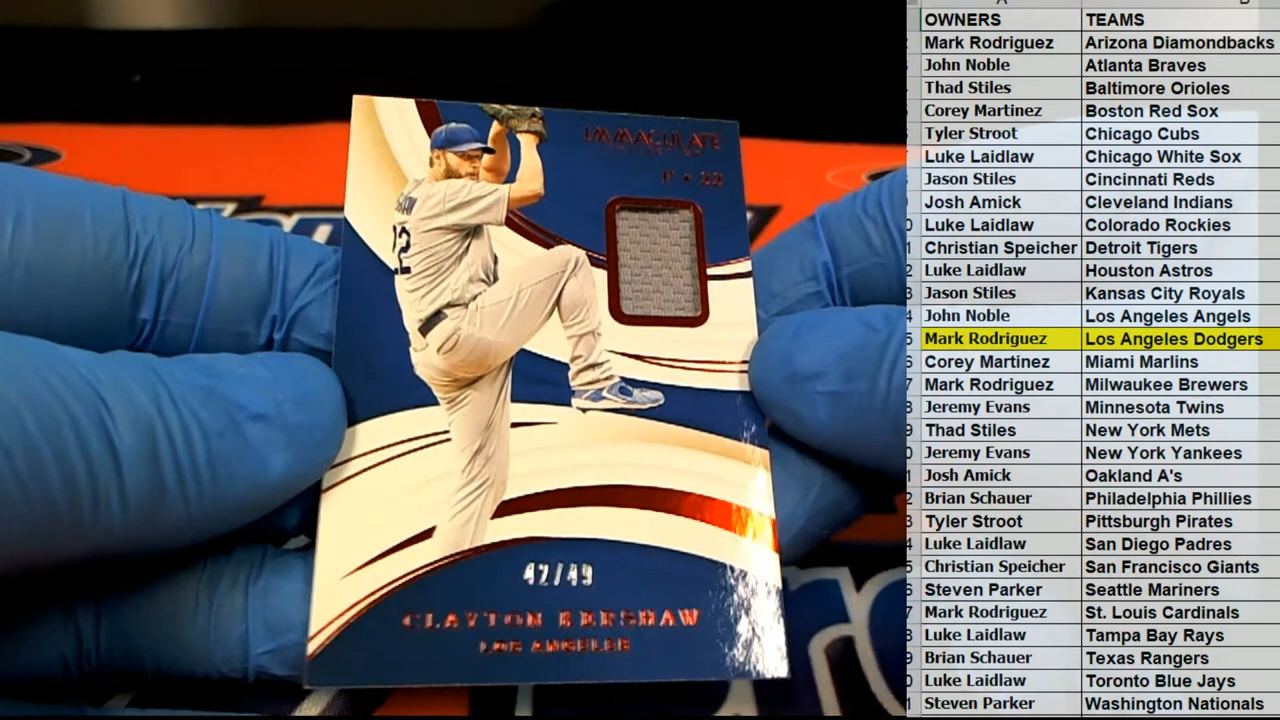 IMMACULATE
P • 22
22
42/49
CLAYTON KERSHAW
LOS ANGELES
OWNERS TEAMS
Mark Rodriguez Arizona Diamondbacks
John Noble Atlanta Braves
Thad Stiles Baltimore Orioles
Corey Martinez Boston Red Sox
Tyler Stroot Chicago Cubs
Luke Laidlaw Chicago White Sox
Jason Stiles Cincinnati Reds
Josh Amick Cleveland Indians
Luke Laidlaw Colorado Rockies
Christian Speicher Detroit Tigers
Luke Laidlaw Houston Astros
Jason Stiles Kansas City Royals
John Noble Los Angeles Angels
Mark Rodriguez Los Angeles Dodgers
Corey Martinez Miami Marlins
Mark Rodriguez Milwaukee Brewers
Jeremy Evans Minnesota Twins
Thad Stiles New York Mets
Jeremy Evans New York Yankees
Josh Amick Oakland A's
Brian Schauer Philadelphia Phillies
Tyler Stroot Pittsburgh Pirates
Luke Laidlaw San Diego Padres
Christian Speicher San Francisco Giants
Steven Parker Seattle Mariners
Mark Rodriguez St. Louis Cardinals
Luke Laidlaw Tampa Bay Rays
Brian Schauer Texas Rangers
Luke Laidlaw Toronto Blue Jays
Steven Parker Washington Nationals